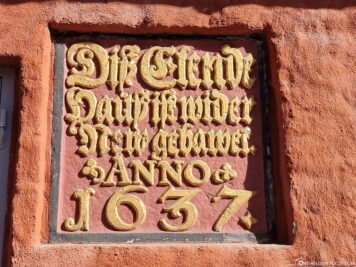 Diß Elende
Hauß ist wider
New gebawet.
ANNO
1637